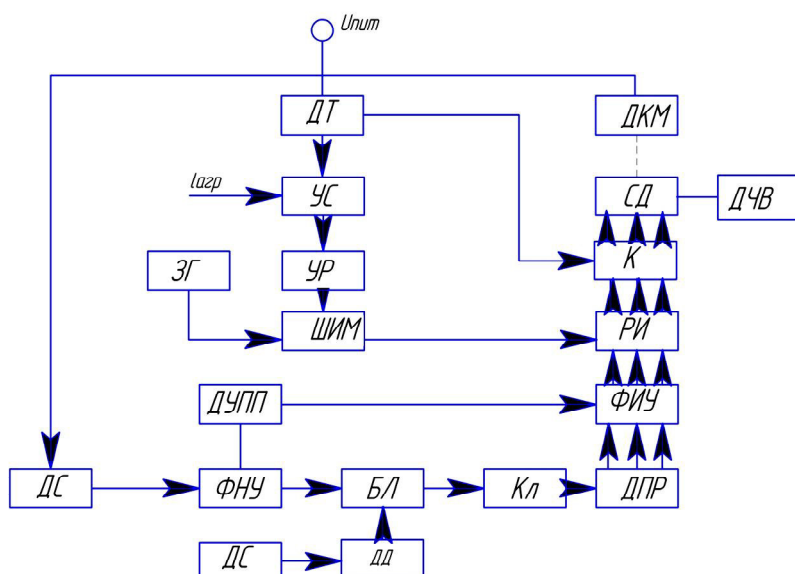 Uпит
ДТ
ДКМ
Iагр
УС
СД
ДЧВ
ЗГ
УР
К
ШИМ
РИ
ДУПП
ФИУ
ДС
ФНУ
БЛ
Кл
ДПР
ДС
ДД